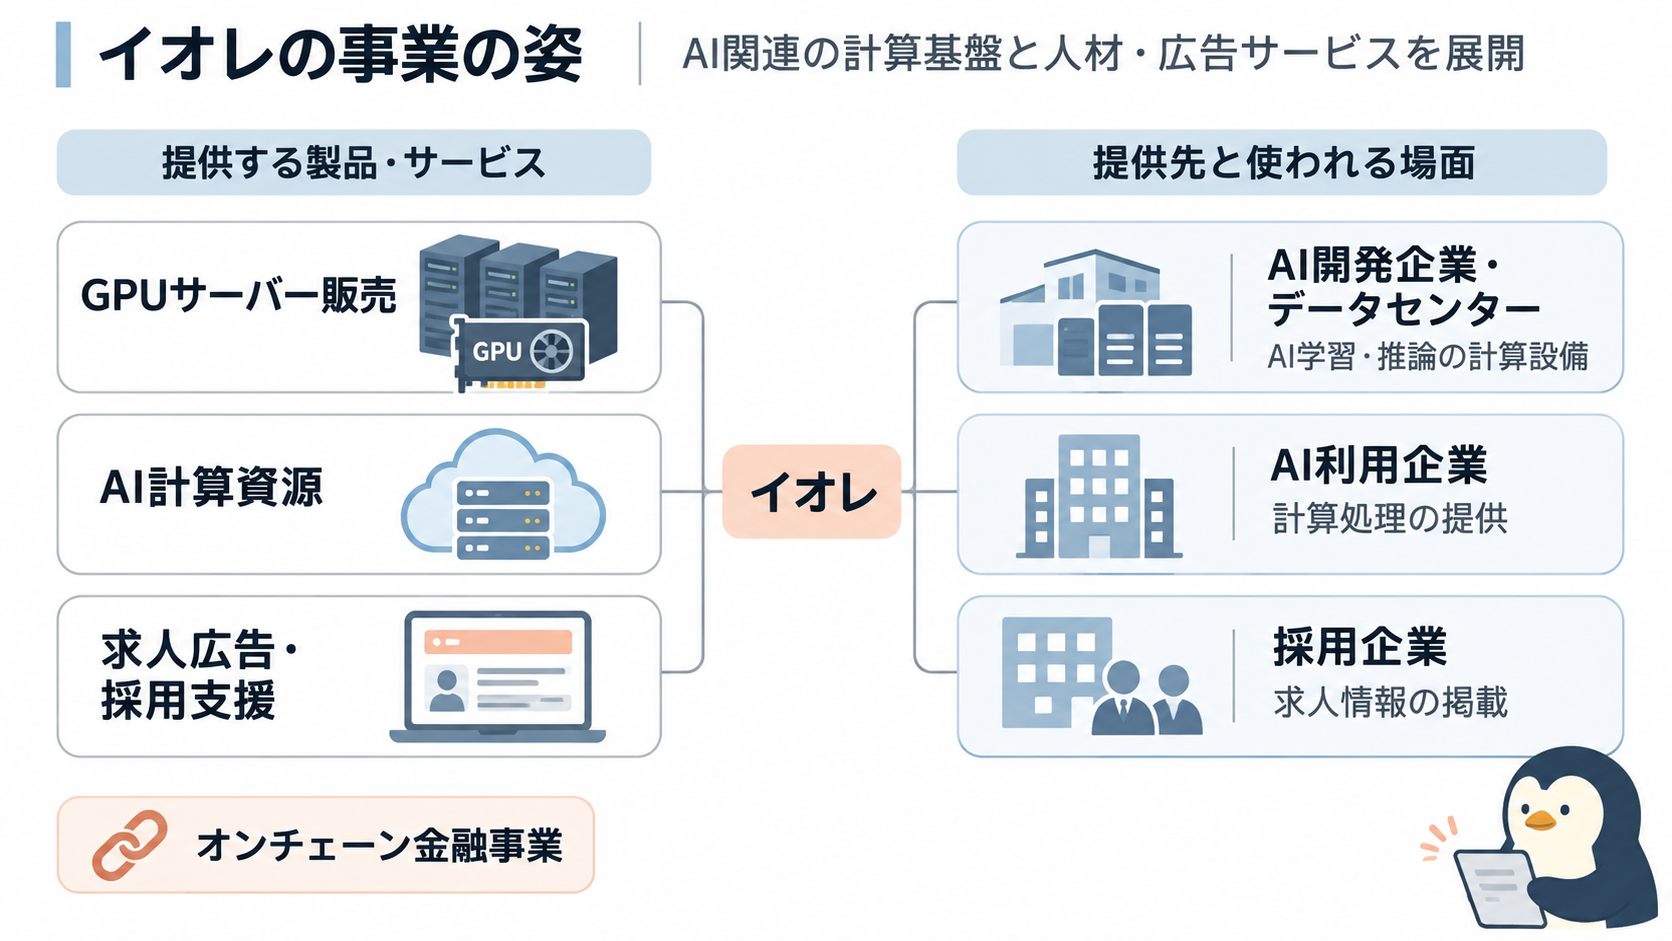 イオレの事業の姿
AI関連の計算基盤と人材・広告サービスを展開
提供する製品・サービス
GPUサーバー販売
GPU
AI計算資源
求人広告・
採用支援
オンチェーン金融事業
イオレ
提供先と使われる場面
AI開発企業・
データセンター
AI学習・推論の計算設備
AI利用企業
計算処理の提供
採用企業
求人情報の掲載